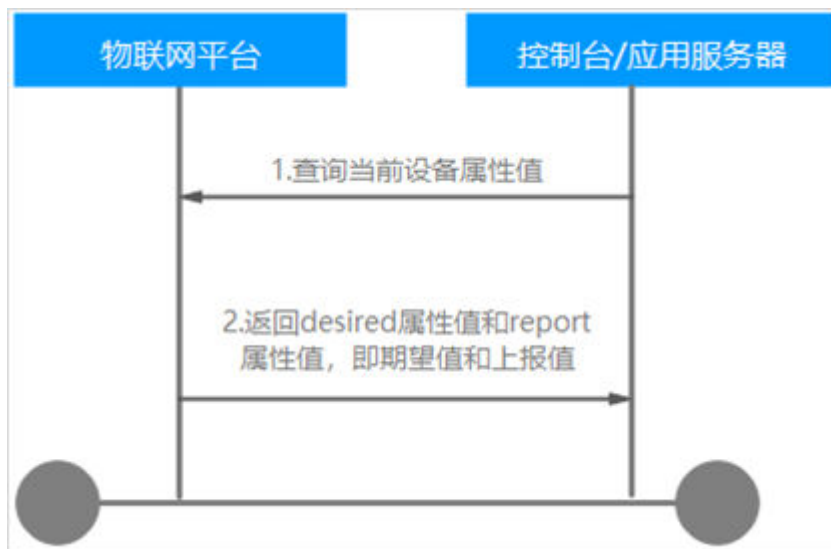 物联网平台
控制台/应用服务器
1.查询当前设备属性值
2.返回desired属性值和report
属性值，即期望值和上报值